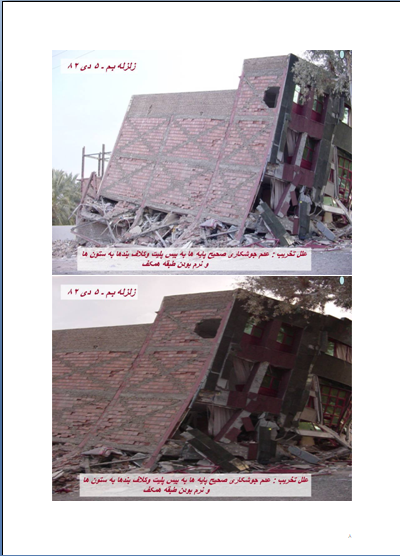 زلزله بم - ۵ دی ۸۲
علل تخریب : عدم جوشکاری صحیح پایه ها به بیس پلیت وکلاف بندها به ستون ها
و نرم بودن طبقه همکف
زلزله بم - ۵ دی ۸۲
علل تخریب : عدم جوشکاری صحیح پایه ها به بیس پلیت وکلاف بندها به ستون ها
و نرم بودن طبقه همکف
۸